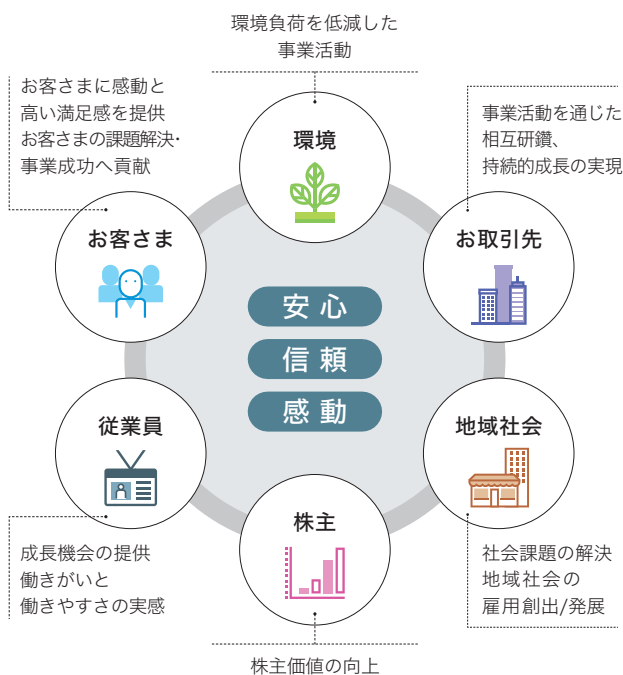 環境負荷を低減した
事業活動
環境
お客さまに感動と
高い満足感を提供
お客さまの課題解決・
事業成功へ貢献
お客さま
事業活動を通じた
相互研鑽、
持続的成長の実現
お取引先
安心
信頼
感動
従業員
成長機会の提供
働きがいと
働きやすさの実感
地域社会
社会課題の解決
地域社会の
雇用創出/発展
株主
株主価値の向上